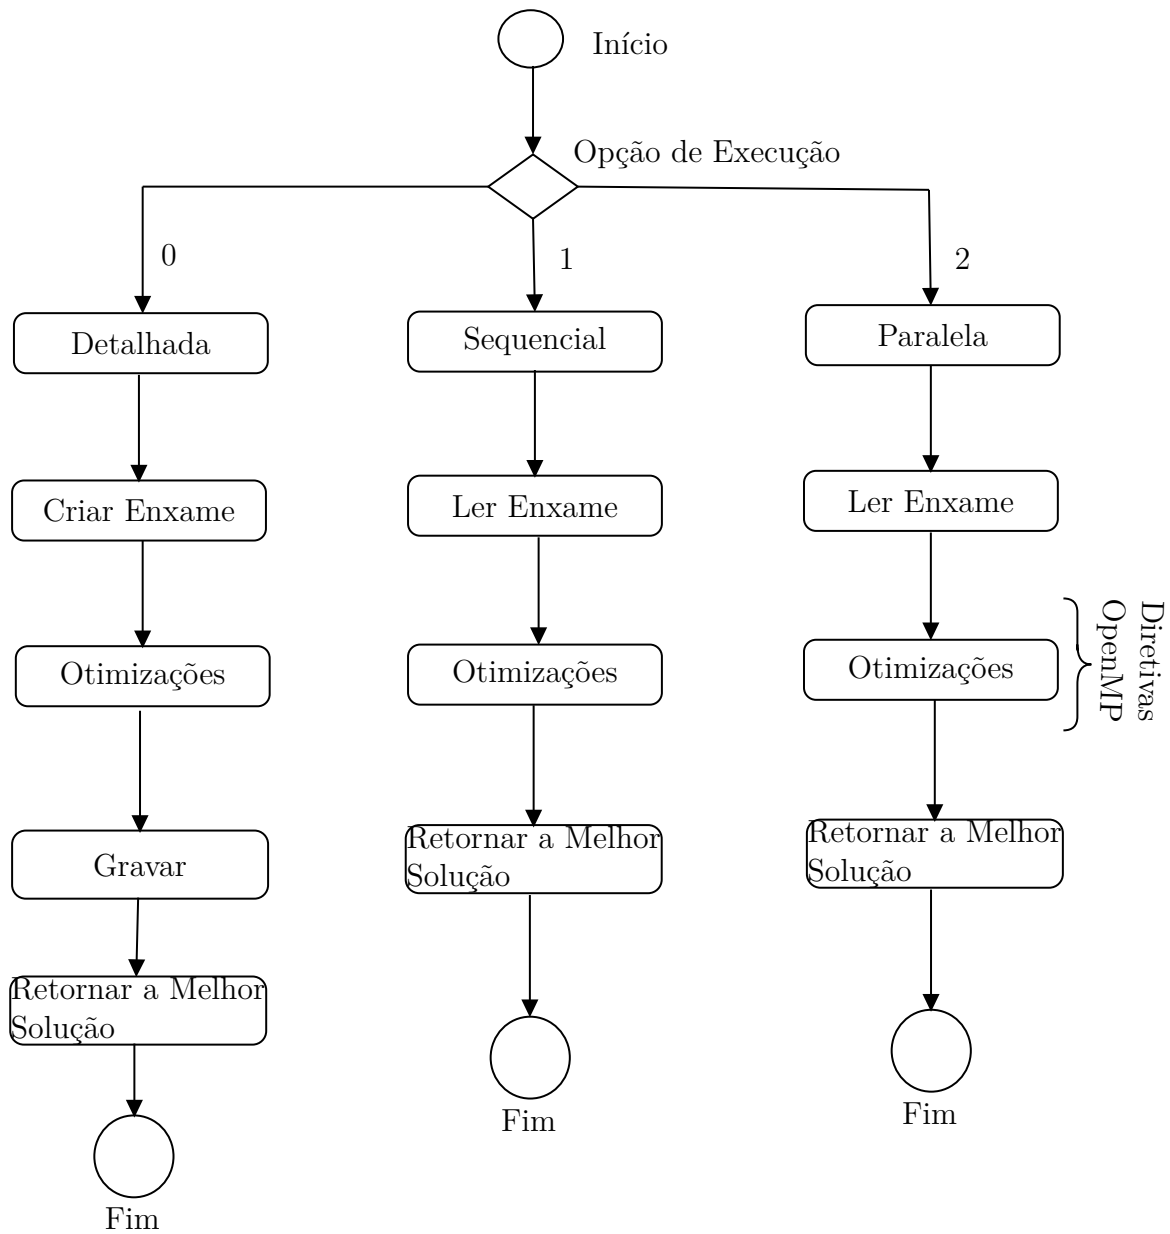 Início
Opção de Execução
0
1
2
Detalhada
Sequencial
Paralela
Criar Enxame
Ler Enxame
Ler Enxame
Otimizações
Otimizações
Otimizações
Diretivas
OpenMP
Gravar
Retornar a Melhor
Solução
Retornar a Melhor
Solução
Retornar a Melhor
Solução
Fim
Fim
Fim